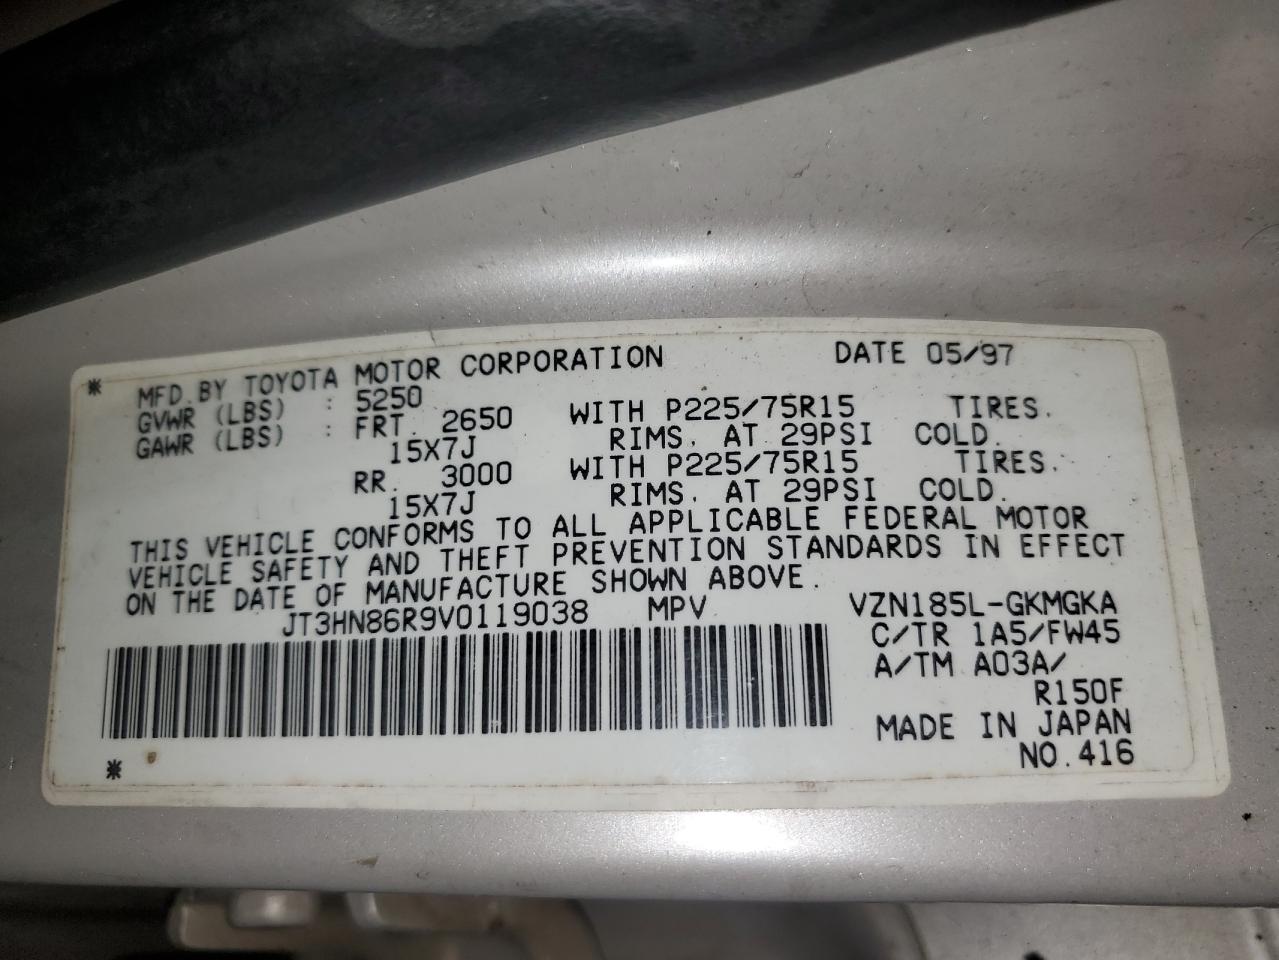 * MFD. BY TOYOTA MOTOR CORPORATION DATE 05/97
GVWR (LBS) : 5250
GAWR (LBS) : FRT. 2650 WITH P225/75R15 TIRES.
15X7J RIMS. AT 29PSI COLD.
RR. 3000 WITH P225/75R15 TIRES.
15X7J RIMS. AT 29PSI COLD.
THIS VEHICLE CONFORMS TO ALL APPLICABLE FEDERAL MOTOR
VEHICLE SAFETY AND THEFT PREVENTION STANDARDS IN EFFECT
ON THE DATE OF MANUFACTURE SHOWN ABOVE.
JT3HN86R9V0119038 MPV VZN185L-GKMGKA
C/TR 1A5/FW45
A/TM A03A/
R150F
MADE IN JAPAN
* NO.416